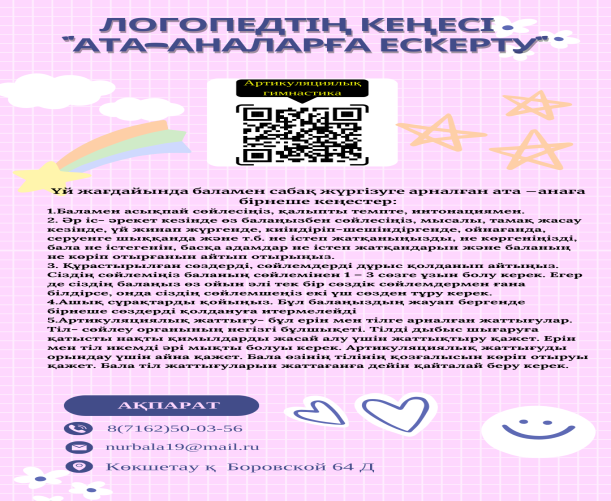 ЛОГОПЕДТІҢ КЕҢЕСІ
"АТА-АНАЛАРҒА ЕСКЕРТУ"
Артикуляциялық
гимнастика
Үй жағдайында баламен сабақ жүргізуге арналған ата –анаға
бірнеше кеңестер:
1.Баламен асықпай сөйлесіңіз, қалыпты темпте, интонациямен.
2. Әр іс- әрекет кезінде өз балаңызбен сөйлесіңіз, мысалы, тамақ жасау
кезінде, үй жинап жүргенде, киіндіріп-шешіндіргенде, ойнағанда,
серуенге шыққанда және т.б. не істеп жатқаныңызды, не көргеніңізді,
бала не істегенін, басқа адамдар не істеп жатқандарын және баланың
не көріп отырғанын айтып отырыңыз.
3. Құрастырылған сөздерді, сөйлемдерді дұрыс қолданып айтыңыз.
Сіздің сөйлеміңіз баланың сөйлемінен 1 – 3 сөзге ұзын болу керек. Егер
де сіздің балаңыз өз ойын әлі тек бір сөздік сөйлемдермен ғана
білдірсе, онда сіздің сөйлемшеңіз екі үш сөзден тұру керек.
4.Ашық сұрақтарды қойыңыз. Бұл балаңыздың жауап бергенде
бірнеше сөздерді қолдануға итермелейді
5.Артикуляциялық жаттығу- бұл ерін мен тілге арналған жаттығулар.
Тіл- сөйлеу органының негізгі бұлшықеті. Тілді дыбыс шығаруға
қатысты нақты қимылдарды жасай алу үшін жаттықтыру қажет. Ерін
мен тіл икемді әрі мықты болуы керек. Артикуляциялық жаттығуды
орындау үшін айна қажет. Бала өзінің тілінің қозғалысын көріп отыруы
қажет. Бала тіл жаттығуларын жаттағанға дейін қайталай беру керек.
АҚПАРАТ
8(7162)50-03-56
nurbala19@mail.ru
Көкшетау қ Боровской 64 Д